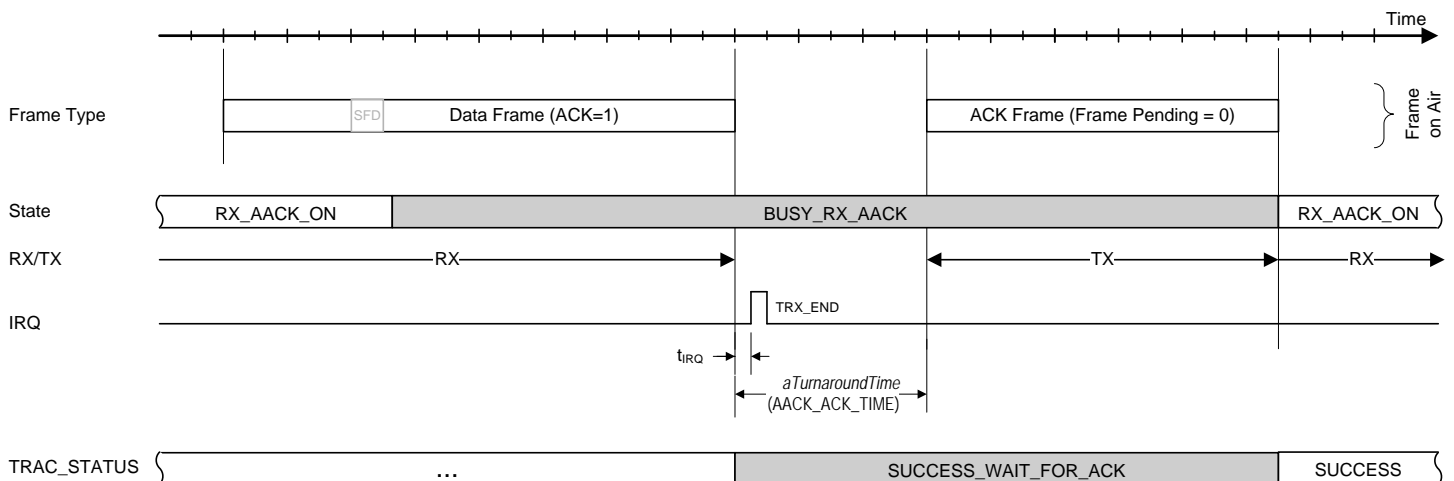 Time
Frame Type
SFD
Data Frame (ACK=1)
ACK Frame (Frame Pending = 0)
Frame
on Air
State
RX_AACK_ON
BUSY_RX_AACK
RX_AACK_ON
RX/TX
RX
TX
RX
IRQ
TRX_END
tIRQ
aTurnaroundTime
(AACK_ACK_TIME)
TRAC_STATUS
...
SUCCESS_WAIT_FOR_ACK
SUCCESS